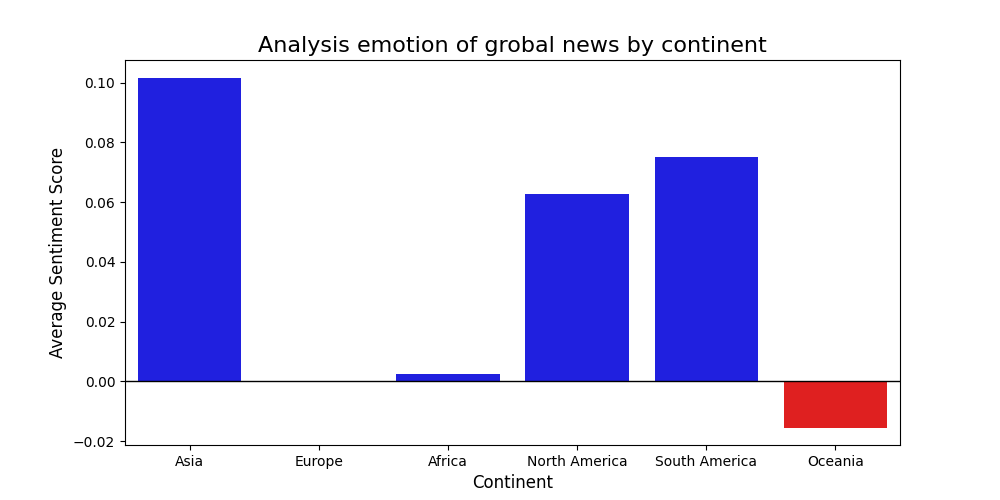 Analysis emotion of grobal news by continent
Average Sentiment Score
0.10
0.08
0.06
0.04
0.02
0.00
−0.02
Asia Europe Africa North America South America Oceania
Continent